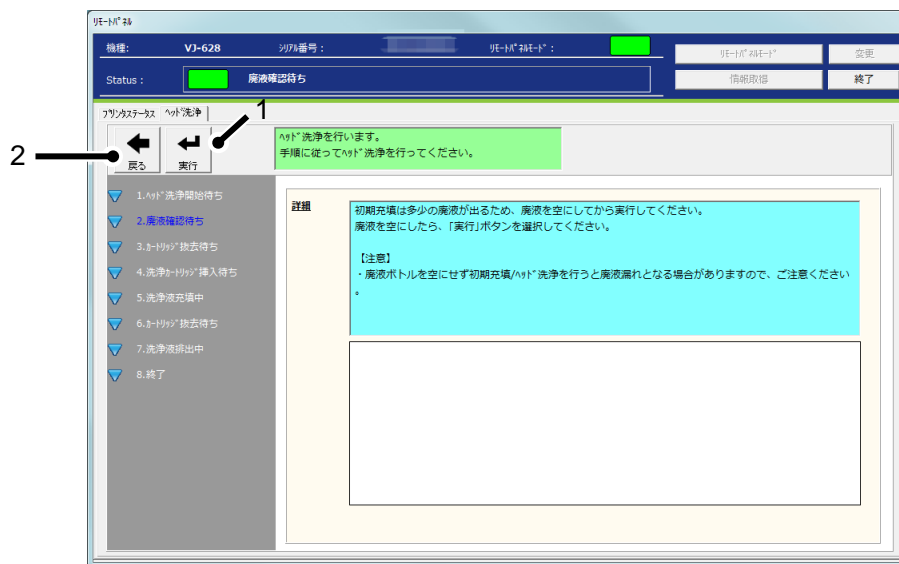 ﾘﾓｰﾄﾊﾟﾈﾙ
機種:
VJ-628
ｼﾘｱﾙ番号：
ﾘﾓｰﾄﾊﾟﾈﾙﾓｰﾄﾞ：
ﾘﾓｰﾄﾊﾟﾈﾙﾓｰﾄﾞ
変更
Status：
廃液確認待ち
情報取得
終了
ﾌﾟﾘﾝﾀｽﾃｰﾀｽ
ﾍｯﾄﾞ洗浄
1
2
戻る
実行
ﾍｯﾄﾞ洗浄を行います。
手順に従ってﾍｯﾄﾞ洗浄を行ってください。
1.ﾍｯﾄﾞ洗浄開始待ち
2.廃液確認待ち
3.ｶｰﾄﾘｯｼﾞ抜去待ち
4.洗浄ｶｰﾄﾘｯｼﾞ挿入待ち
5.洗浄液充填中
6.ｶｰﾄﾘｯｼﾞ抜去待ち
7.洗浄液排出中
8.終了
詳細
初期充填は多少の廃液が出るため、廃液を空にしてから実行してください。
廃液を空にしたら、「実行」ボタンを選択してください。
【注意】
・廃液ボトルを空にせず初期充填/ﾍｯﾄﾞ洗浄を行うと廃液漏れとなる場合がありますので、ご注意ください
。